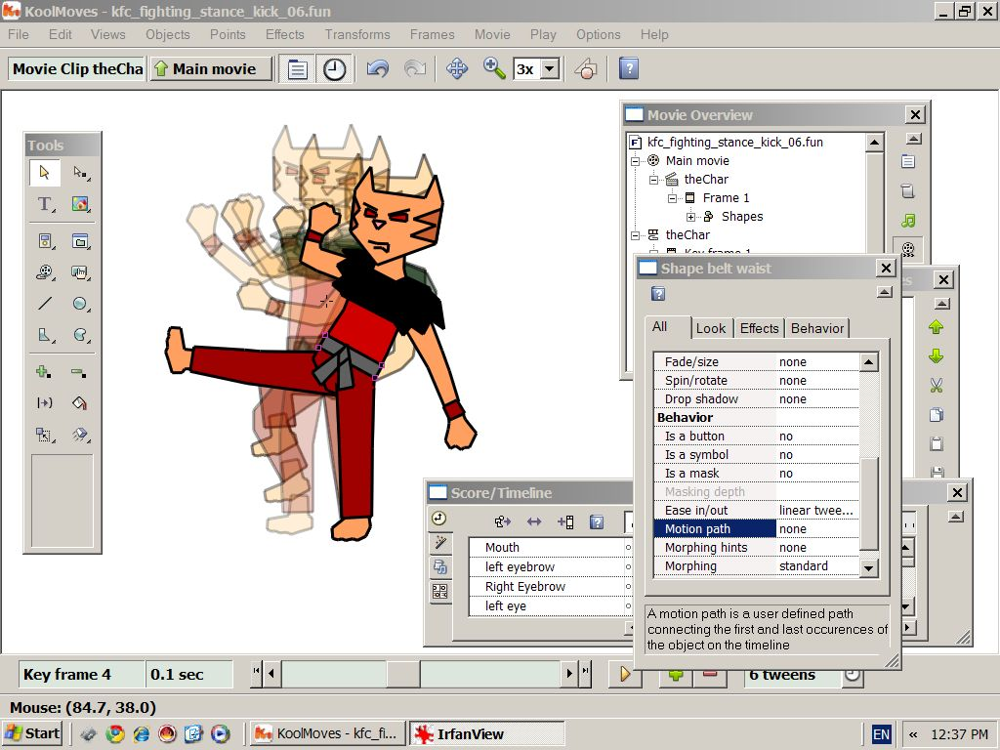 KoolMoves - kfc_fighting_stance_kick_06.fun
File Edit Views Objects Points Effects Transforms Frames Movie Play Options Help
Movie Clip theCha Main movie 3x
Tools
Movie Overview
kfc_fighting_stance_kick_06.fun
Main movie
theChar
Frame 1
Shapes
theChar
Key frame 1
Shape belt waist
All Look Effects Behavior
Fade/size none
Spin/rotate none
Drop shadow none
Behavior
Is a button no
Is a symbol no
Is a mask no
Masking depth
Ease in/out linear twee...
Motion path none
Morphing hints none
Morphing standard
A motion path is a user defined path
connecting the first and last occurences of
the object on the timeline
Score/Timeline
Mouth
left eyebrow
Right Eyebrow
left eye
Key frame 4 0.1 sec 6 tweens
Mouse: (84.7, 38.0)
Start KoolMoves - kfc_fi... IrfanView EN « 12:37 PM